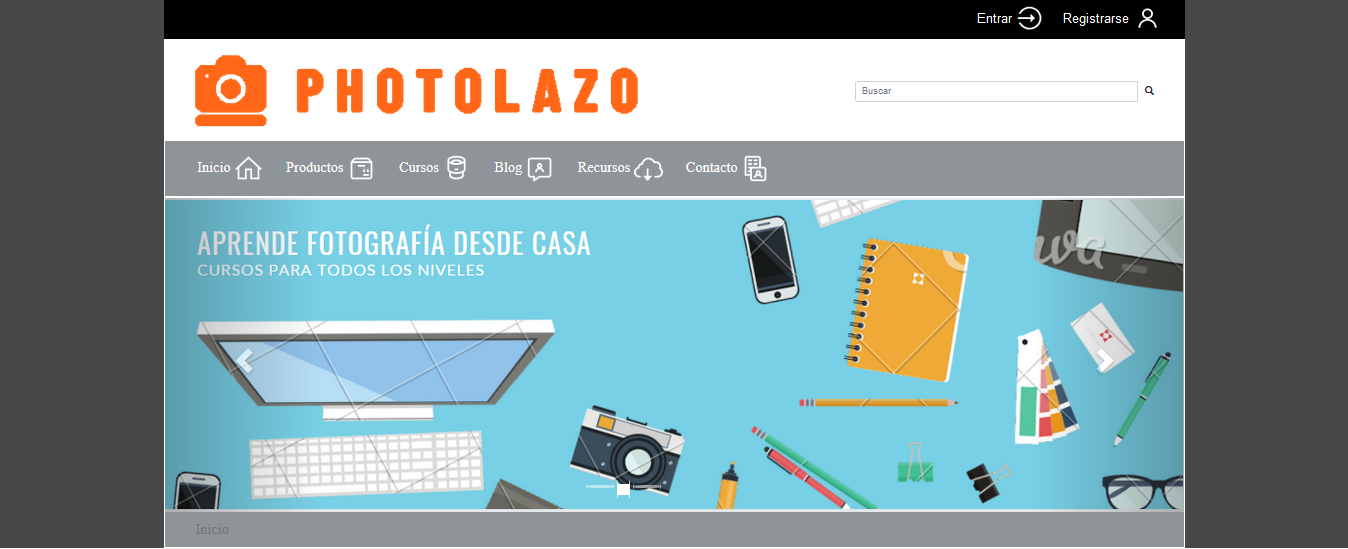 Entrar Registrarse
PHOTOLAZO
Buscar
Inicio Productos Cursos Blog Recursos Contacto
APRENDE FOTOGRAFÍA DESDE CASA
CURSOS PARA TODOS LOS NIVELES
Inicio